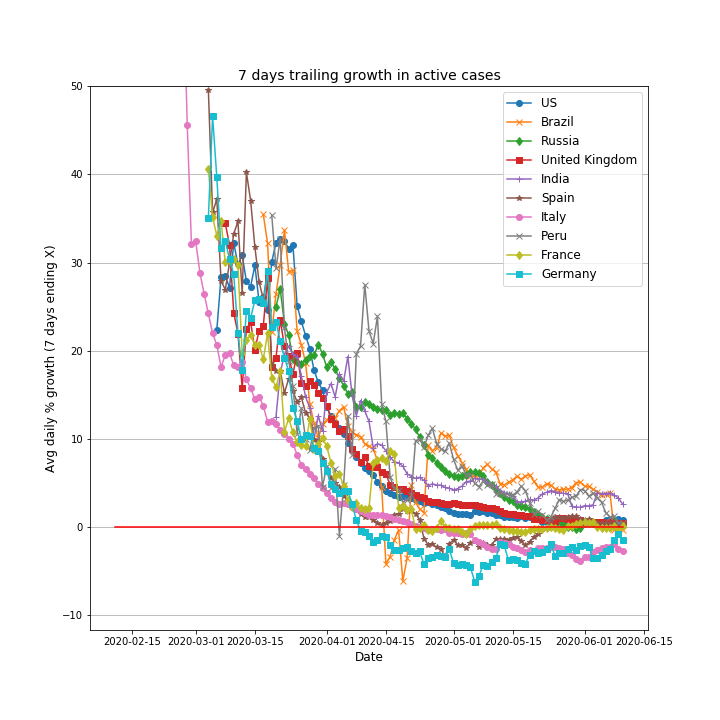 7 days trailing growth in active cases
Avg daily % growth (7 days ending X)
50
40
30
20
10
0
−10
US
Brazil
Russia
United Kingdom
India
Spain
Italy
Peru
France
Germany
2020-02-15 2020-03-01 2020-03-15 2020-04-01 2020-04-15 2020-05-01 2020-05-15 2020-06-01 2020-06-15
Date